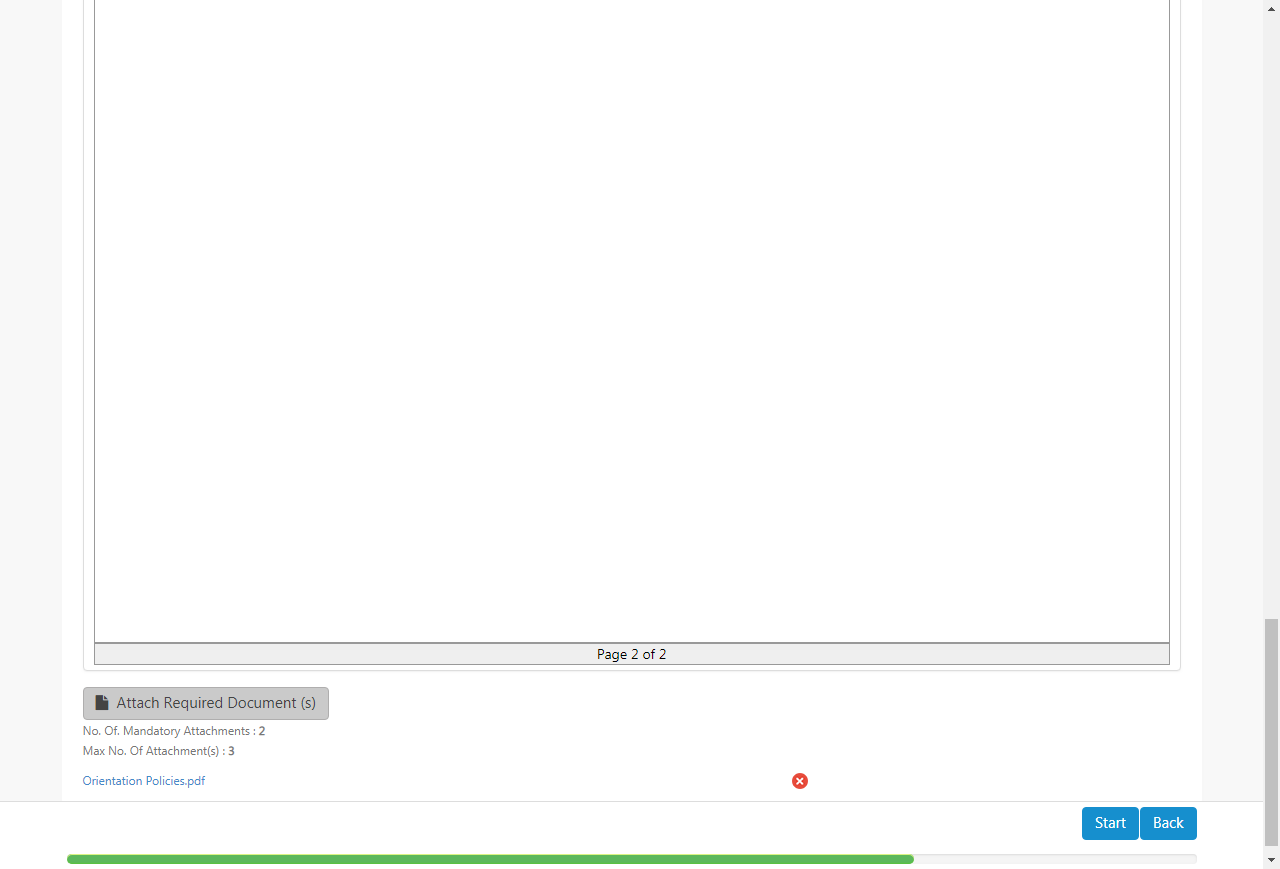 Page 2 of 2
Attach Required Document (s)
No. Of. Mandatory Attachments : 2
Max No. Of Attachment(s) : 3
Orientation Policies.pdf
Start Back